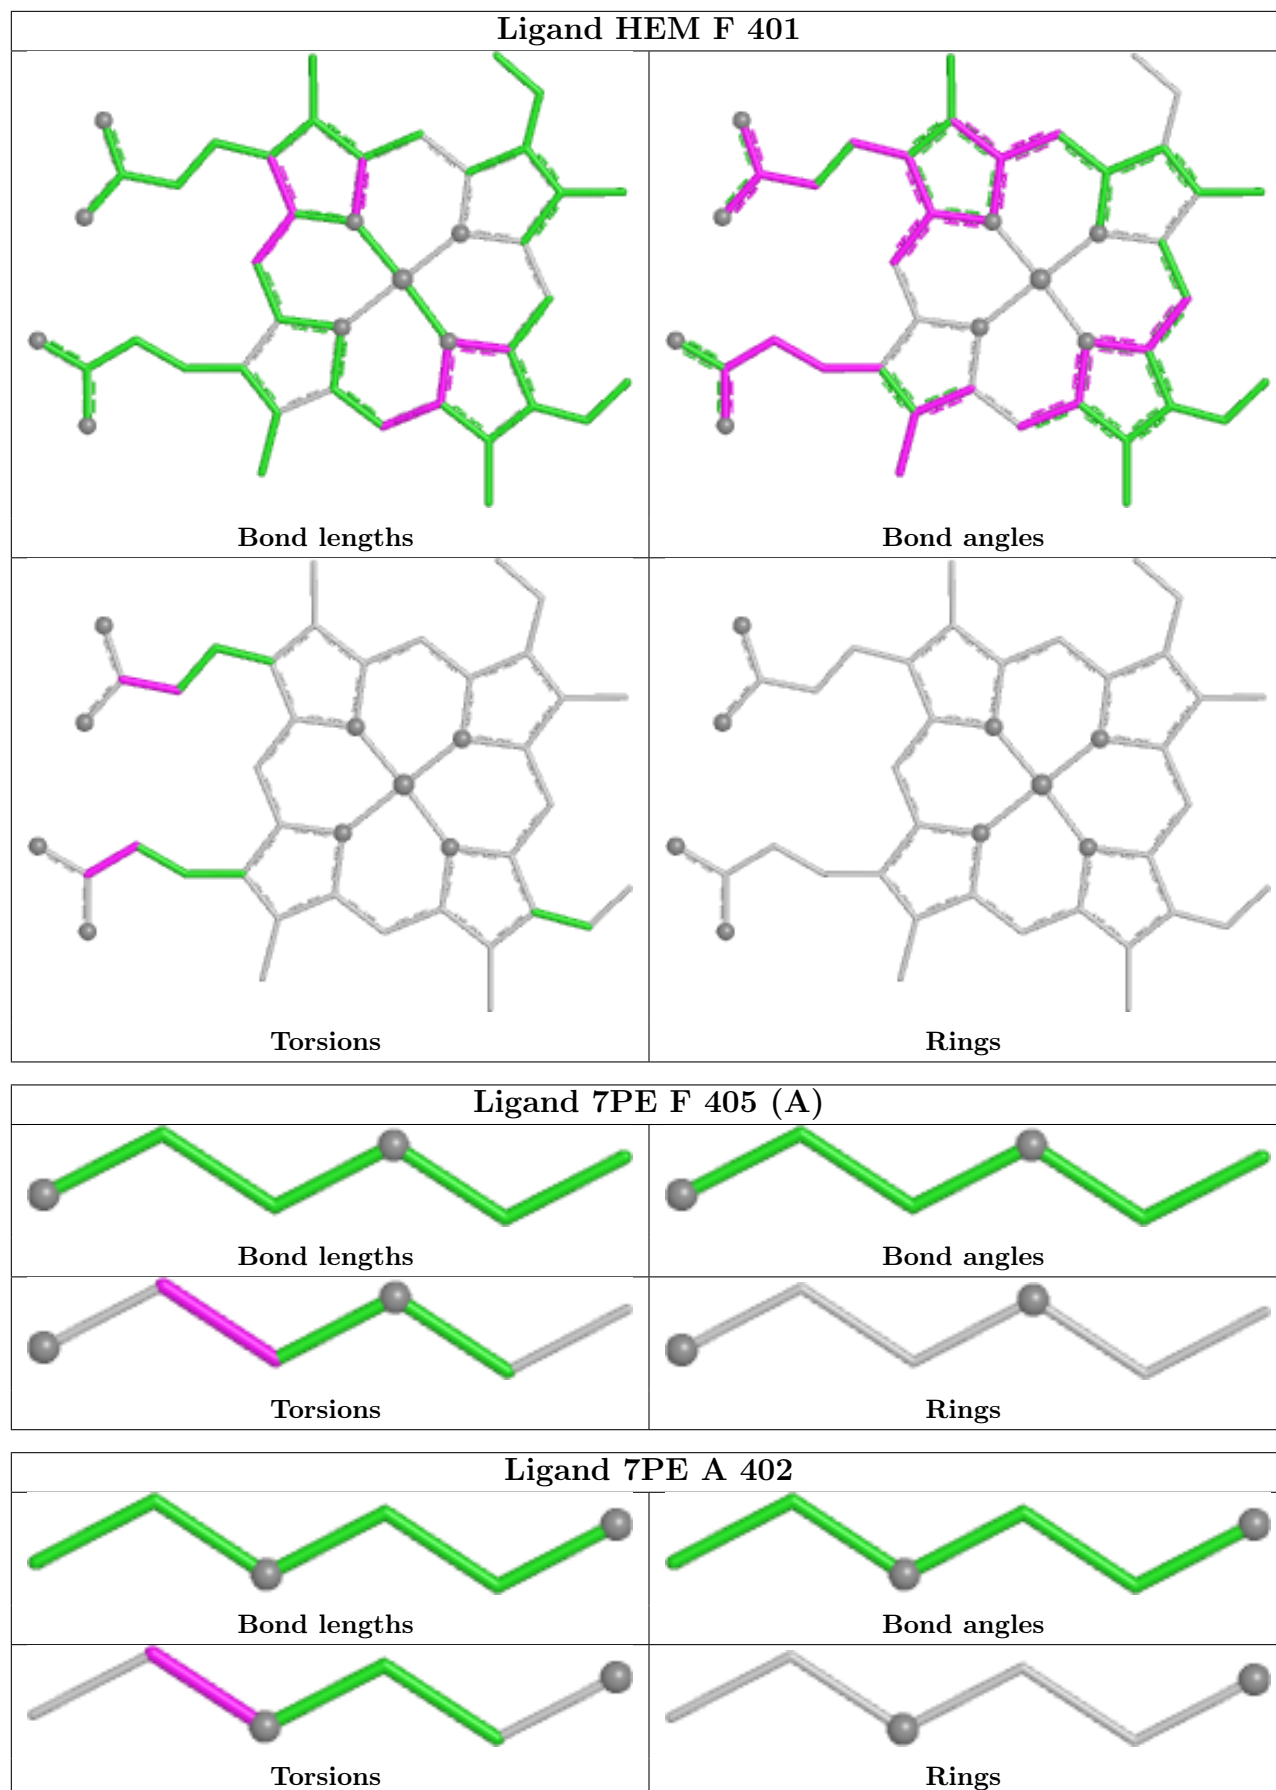 Ligand HEM F 401
Bond lengths
Bond angles
Torsions
Rings
Ligand 7PE F 405 (A)
Bond lengths
Bond angles
Torsions
Rings
Ligand 7PE A 402
Bond lengths
Bond angles
Torsions
Rings